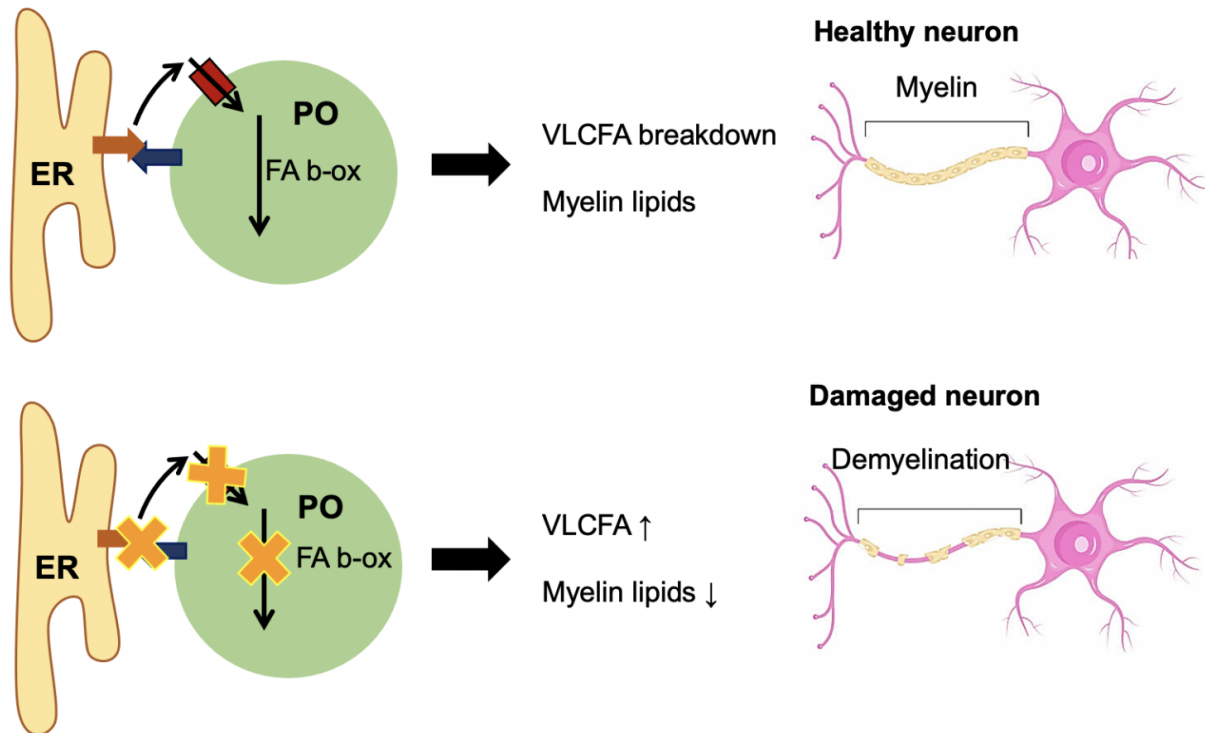 Healthy neuron
Myelin
PO
ER
FA b-ox
VLCFA breakdown
Myelin lipids
Damaged neuron
Demyelination
PO
ER
FA b-ox
VLCFA ↑
Myelin lipids ↓